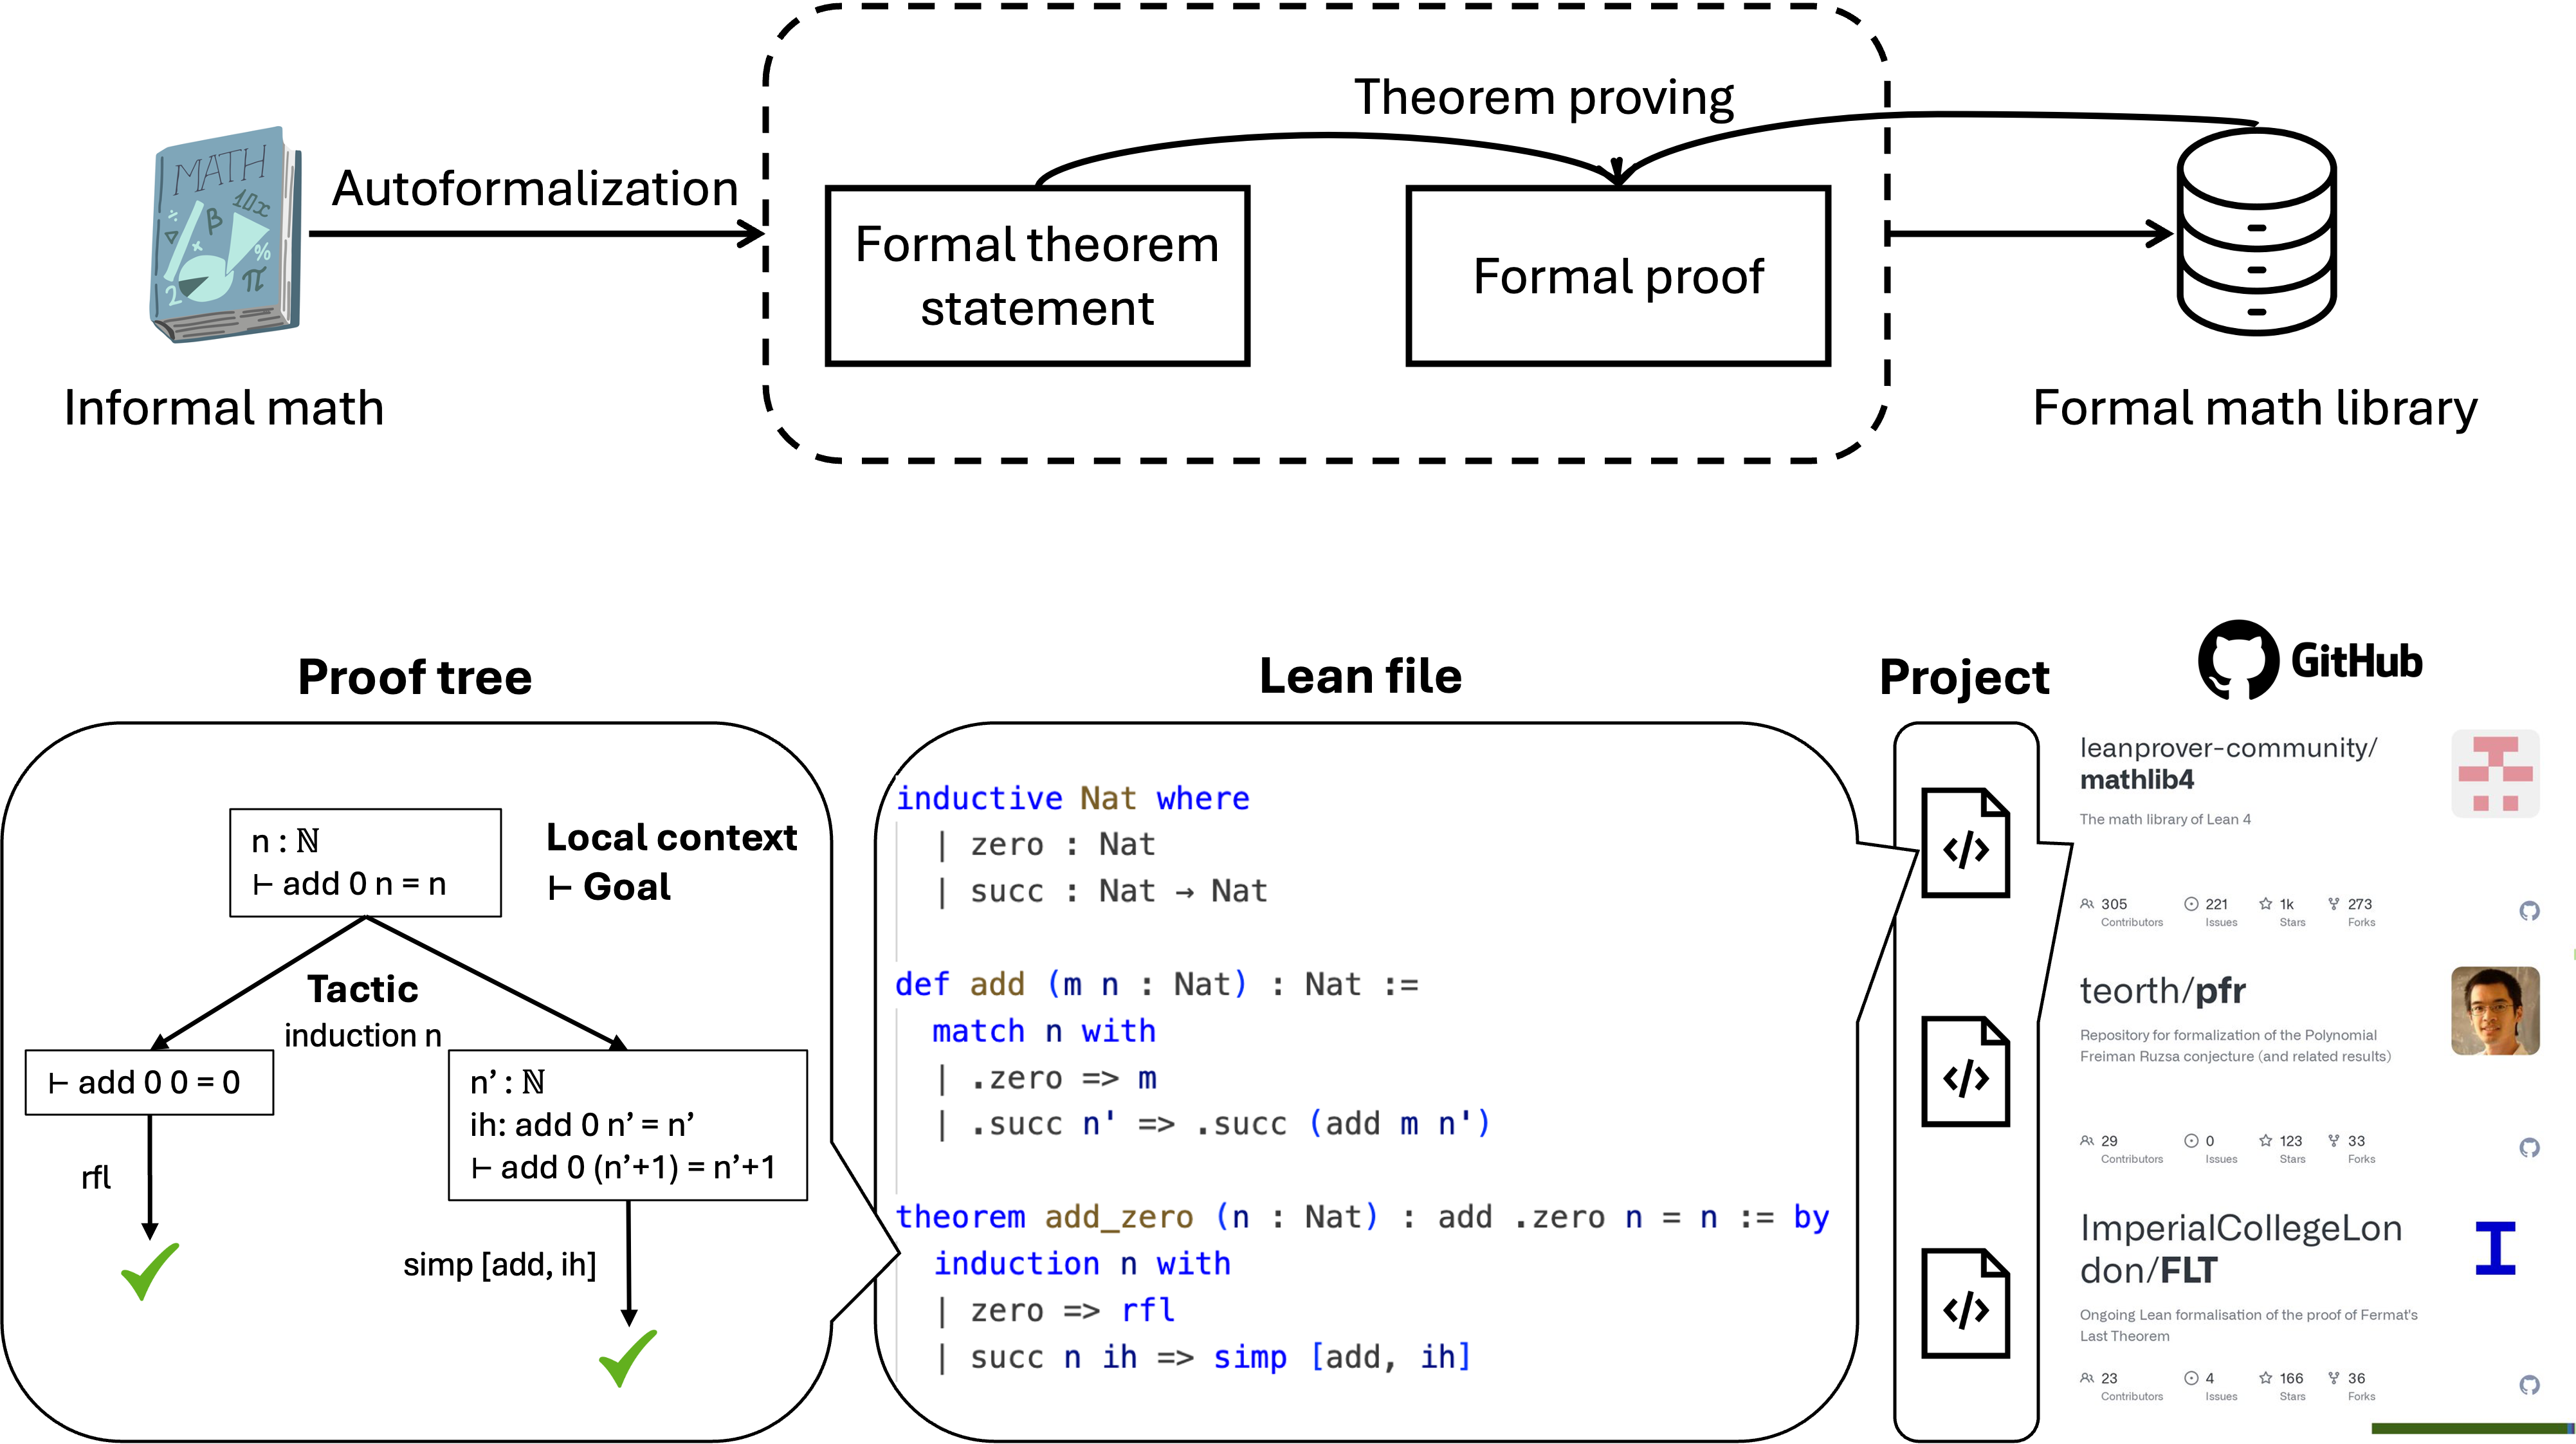 Theorem proving
MATH
÷ β 10x
× %
2 π
Autoformalization
Formal theorem
statement
Formal proof
Informal math
Formal math library
Proof tree
n : ℕ
⊢ add 0 n = n
Local context
⊢ Goal
Tactic
induction n
⊢ add 0 0 = 0
n’ : ℕ
ih: add 0 n’ = n’
⊢ add 0 (n’+1) = n’+1
rfl
simp [add, ih]
Lean file
inductive Nat where
| zero : Nat
| succ : Nat → Nat
def add (m n : Nat) : Nat :=
match n with
| .zero => m
| .succ n' => .succ (add m n')
theorem add_zero (n : Nat) : add .zero n = n := by
induction n with
| zero => rfl
| succ n ih => simp [add, ih]
Project
</>
</>
</>
GitHub
leanprover-community/
mathlib4
The math library of Lean 4
305 221 1k 273
Contributors Issues Stars Forks
teorth/pfr
Repository for formalization of the Polynomial
Freiman Ruzsa conjecture (and related results)
29 0 123 33
Contributors Issues Stars Forks
ImperialCollegeLon
don/FLT
Ongoing Lean formalisation of the proof of Fermat's
Last Theorem
23 4 166 36
Contributors Issues Stars Forks